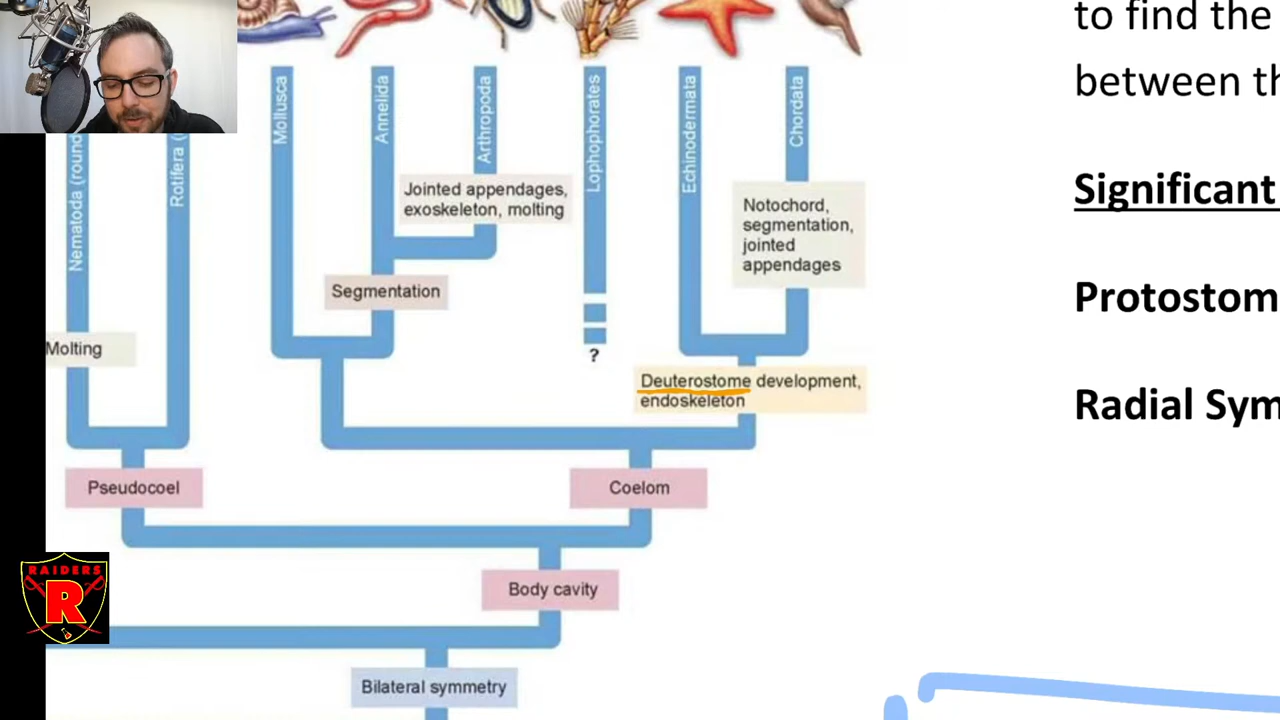 to find the
between th
Significant
Protostom
Radial Sym
Nematoda (round
Rotifera (
Mollusca
Annelida
Arthropoda
Lophophorates
Echinodermata
Chordata
Jointed appendages,
exoskeleton, molting
Notochord,
segmentation,
jointed
appendages
Segmentation
Molting
?
Deuterostome development,
endoskeleton
Pseudocoel
Coelom
RAIDERS
R
Body cavity
Bilateral symmetry